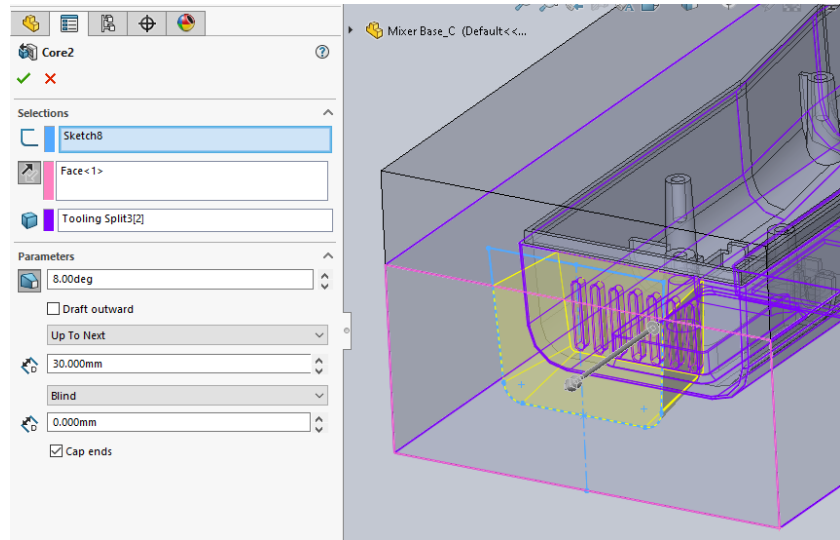 Core2
Mixer Base_C (Default<<...
Selections
Sketch8
Face<1>
Tooling Split3[2]
Parameters
8.00deg
Draft outward
Up To Next
30.000mm
Blind
0.000mm
Cap ends